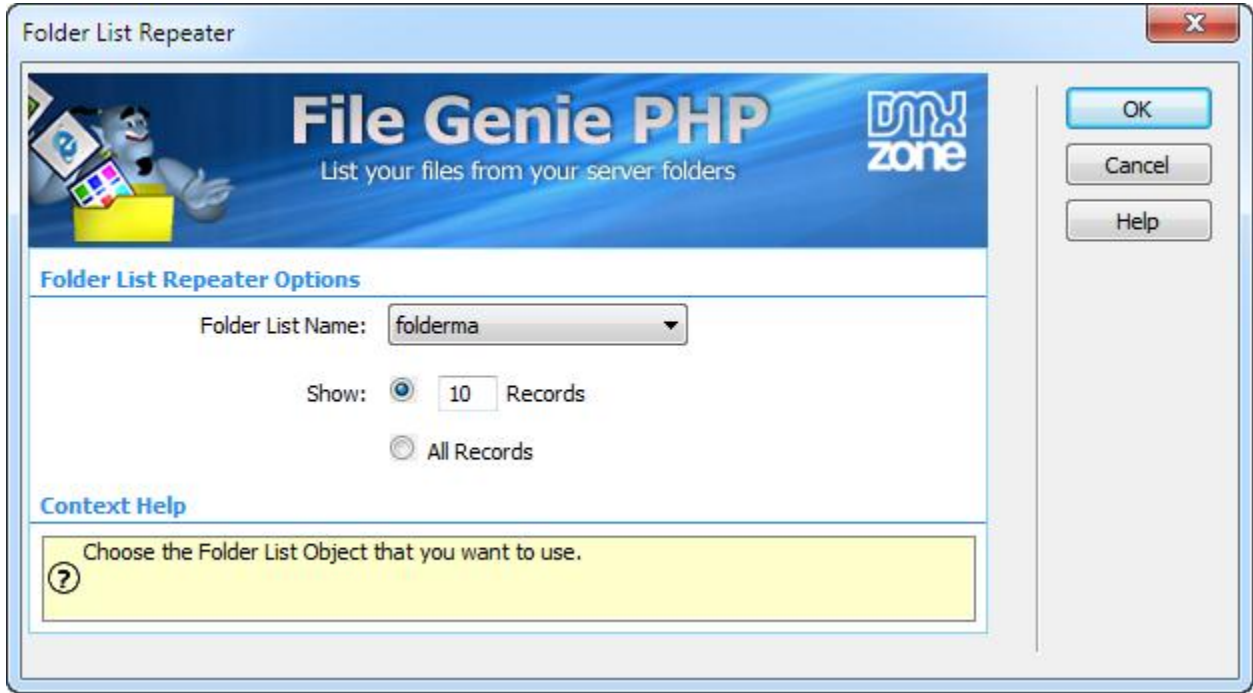 Folder List Repeater
File Genie PHP
List your files from your server folders
DMX
zone
OK
Cancel
Help
Folder List Repeater Options
Folder List Name: folderma
Show: 10 Records
All Records
Context Help
Choose the Folder List Object that you want to use.
?